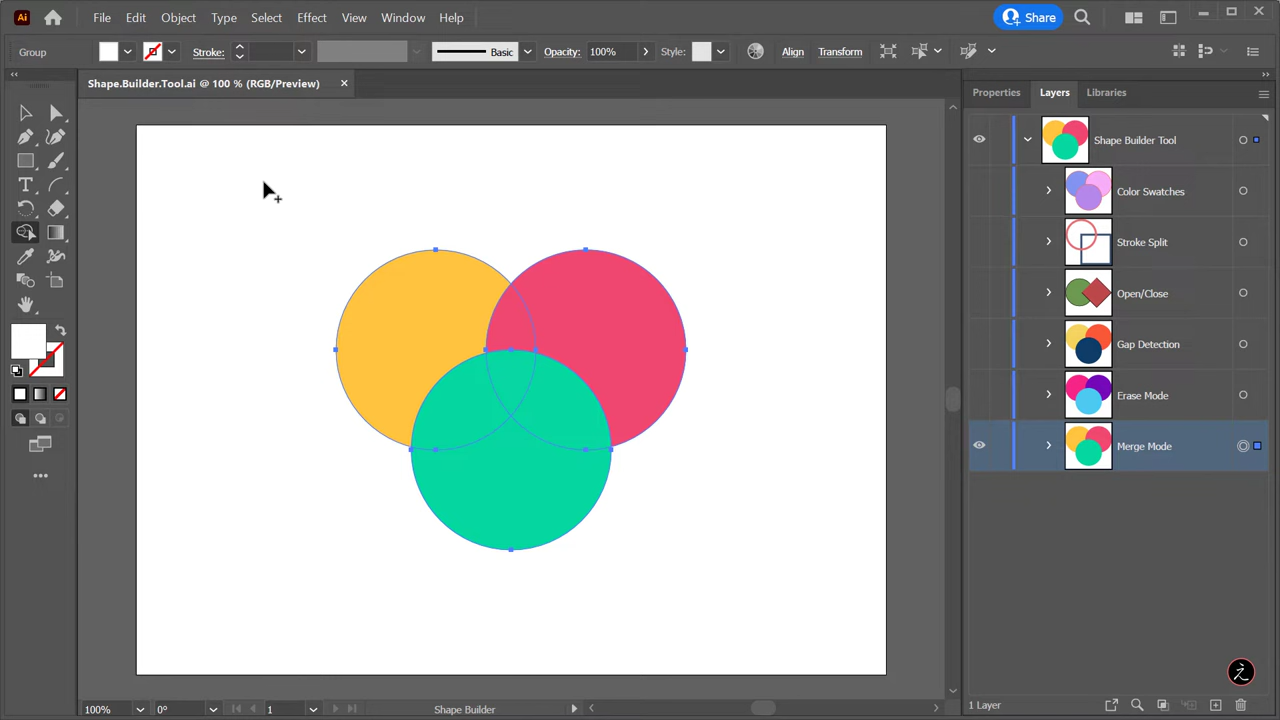 Ai File Edit Object Type Select Effect View Window Help Share
Group Stroke: Basic Opacity: 100% Style: Align Transform
Shape.Builder.Tool.ai @ 100 % (RGB/Preview)
Properties Layers Libraries
Shape Builder Tool
Color Swatches
Stroke Split
Open/Close
Gap Detection
Erase Mode
Merge Mode
之
100% 0° 1 Shape Builder 1 Layer